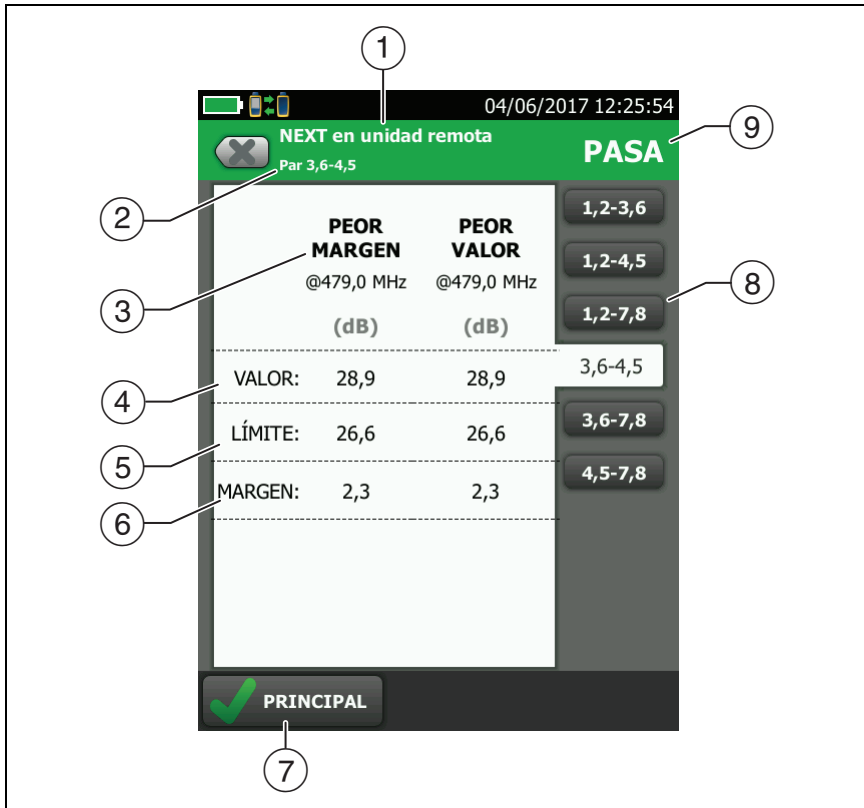 1
04/06/2017 12:25:54
NEXT en unidad remota
PASA
9
Par 3,6-4,5
2
1,2-3,6
PEOR MARGEN
PEOR VALOR
1,2-4,5
@479,0 MHz
@479,0 MHz
3
8
1,2-7,8
(dB)
(dB)
3,6-4,5
VALOR: 28,9 28,9
4
3,6-7,8
LÍMITE: 26,6 26,6
5
4,5-7,8
MARGEN: 2,3 2,3
6
PRINCIPAL
7